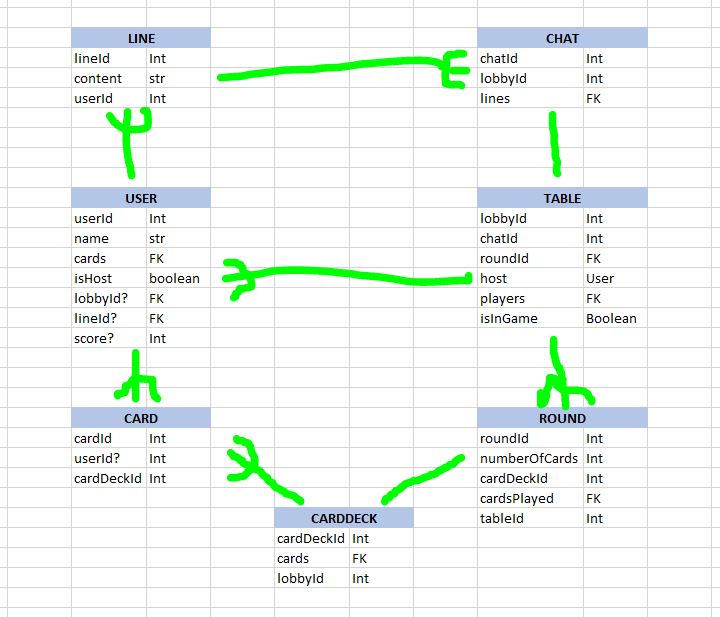 LINE
lineId Int
content str
userId Int
CHAT
chatId Int
lobbyId Int
lines FK
USER
userId Int
name str
cards FK
isHost boolean
lobbyId? FK
lineId? FK
score? Int
TABLE
lobbyId Int
chatId Int
roundId FK
host User
players FK
isInGame Boolean
CARD
cardId Int
userId? Int
cardDeckId Int
ROUND
roundId Int
numberOfCards Int
cardDeckId Int
cardsPlayed FK
tableId Int
CARDDECK
cardDeckId Int
cards FK
lobbyId Int